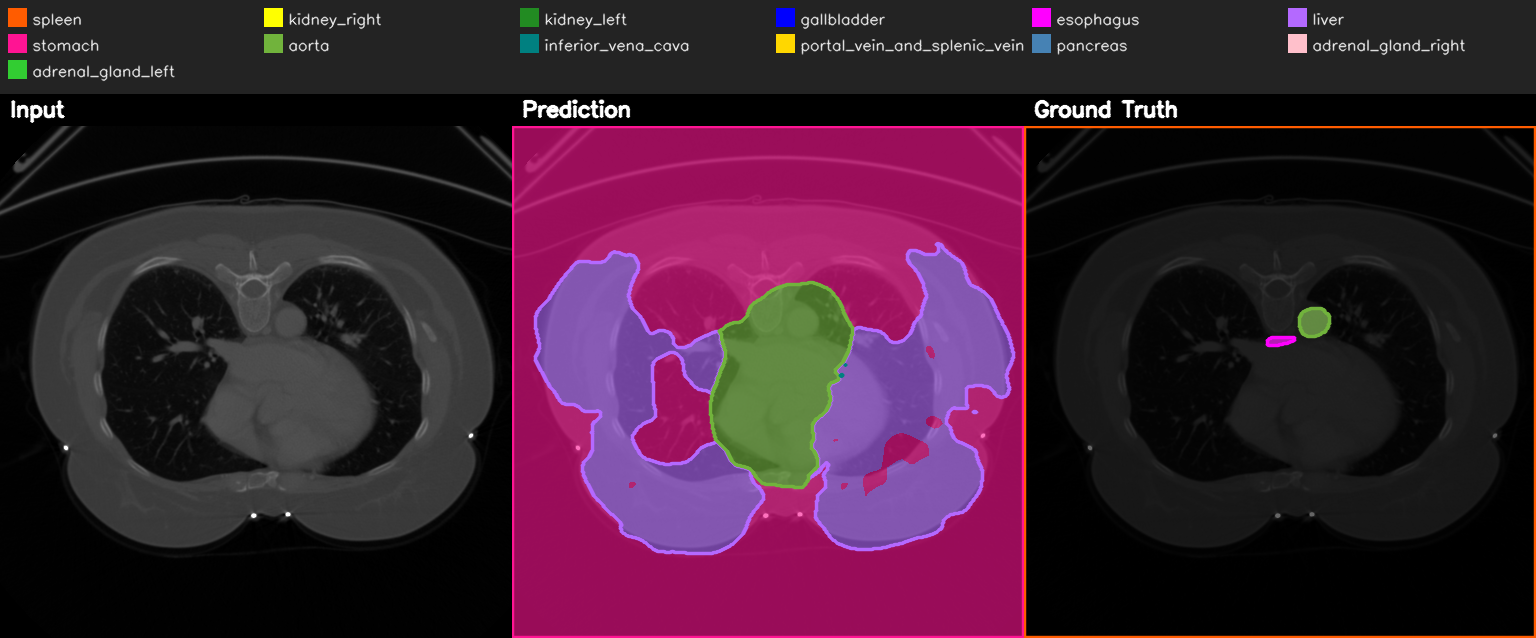 spleen kidney_right kidney_left gallbladder esophagus liver
stomach aorta inferior_vena_cava portal_vein_and_splenic_vein pancreas adrenal_gland_right
adrenal_gland_left
Input Prediction Ground Truth